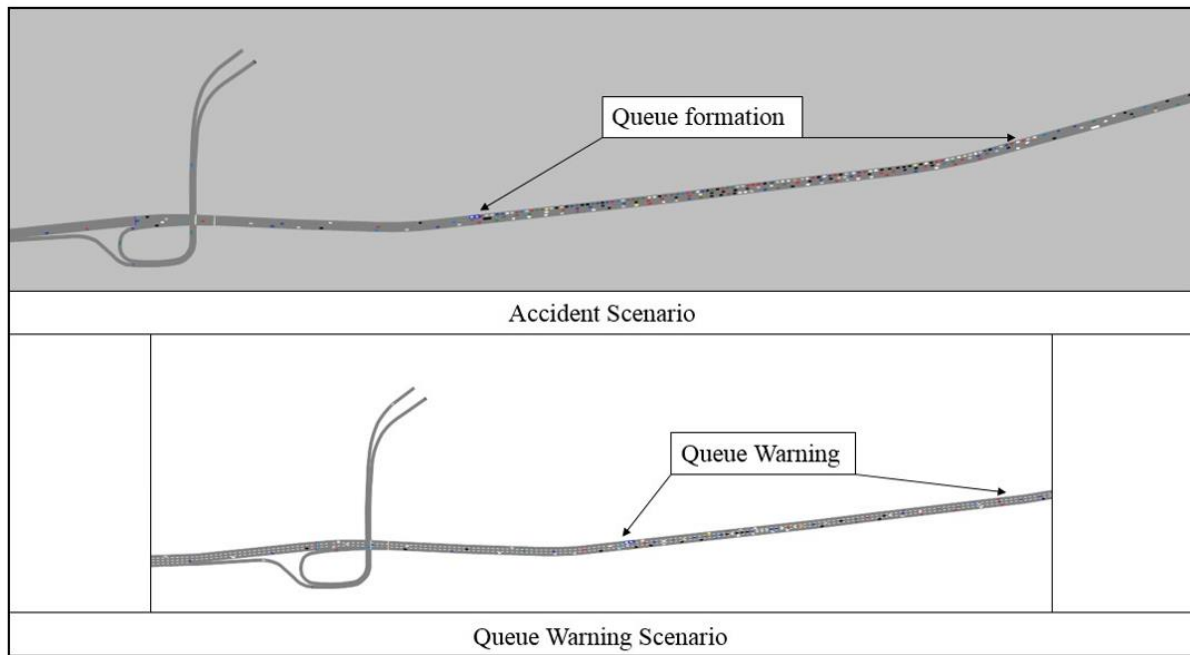 Queue formation
Accident Scenario
Queue Warning
Queue Warning Scenario